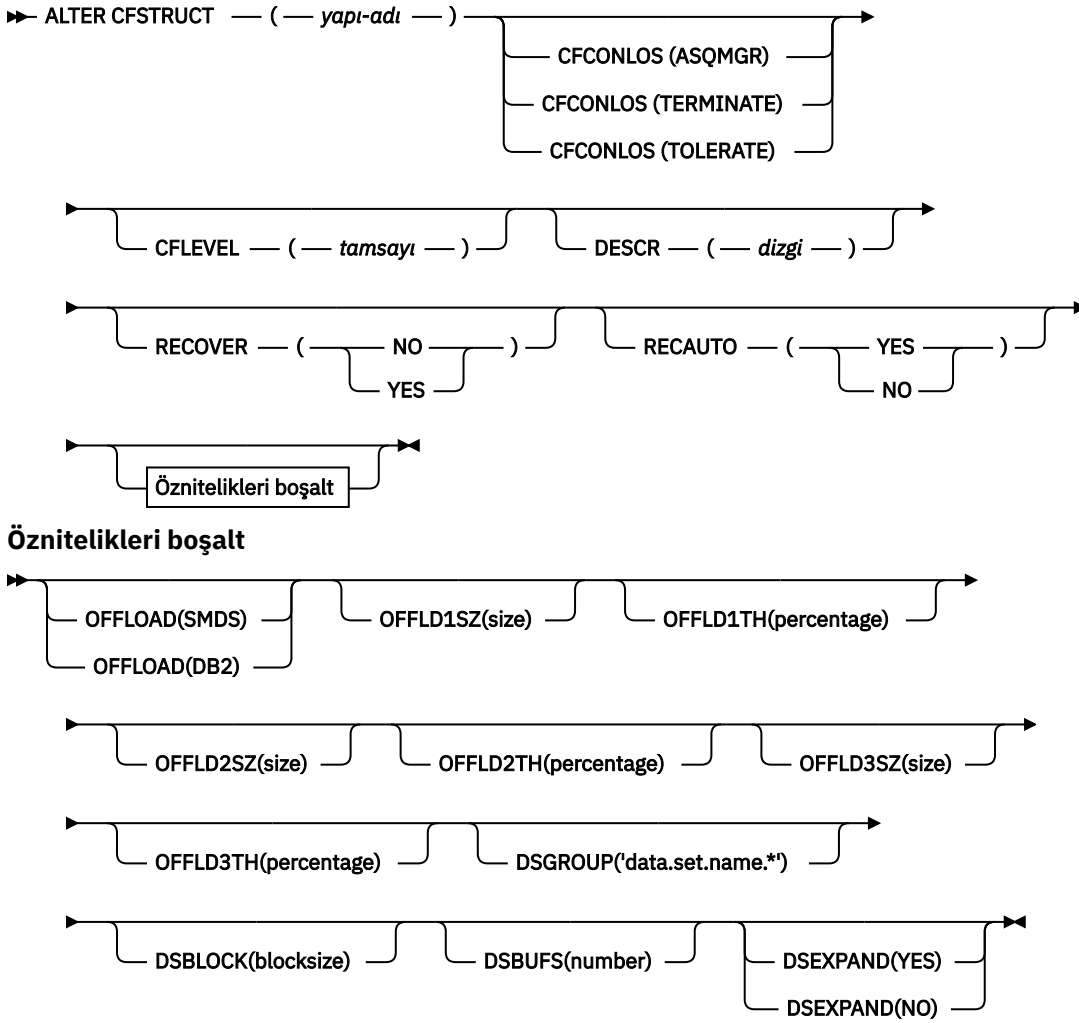 ALTER CFSTRUCT ( yapı-adı )
CFCONLOS (ASQMGR)
CFCONLOS (TERMINATE)
CFCONLOS (TOLERATE)
CFLEVEL ( tamsayı ) DESCR ( dizgi )
RECOVER ( NO ) RECAUTO ( YES )
YES NO
Öznitelikleri boşalt
Öznitelikleri boşalt
OFFLOAD(SMDS) OFFLD1SZ(size) OFFLD1TH(percentage)
OFFLOAD(DB2)
OFFLD2SZ(size) OFFLD2TH(percentage) OFFLD3SZ(size)
OFFLD3TH(percentage) DSGROUP('data.set.name.*')
DSBLOCK(blocksize) DSBUFS(number) DSEXPAND(YES)
DSEXPAND(NO)